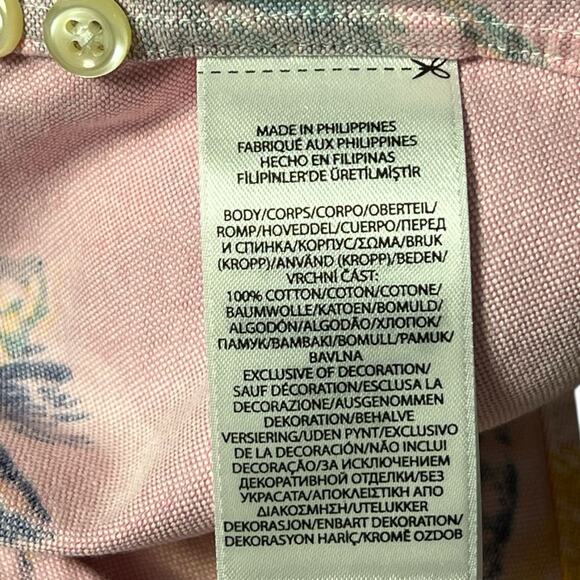 MADE IN PHILIPPINES
FABRIQUÉ AUX PHILIPPINES
HECHO EN FILIPINAS
FİLİPİNLER'DE ÜRETİLMİŞTİR
BODY/CORPS/CORPO/OBERTEIL/
ROMP/HOVEDDEL/CUERPO/ПЕРЕД
И СПИНКА/КОРПУС/ΣΩΜΑ/BRUK
(KROPP)/ANVÄND (KROPP)/BEDEN/
VRCHNÍ ČÁST:
100% COTTON/COTON/COTONE/
BAUMWOLLE/KATOEN/BOMULD/
ALGODÓN/ALGODÃO/ХЛОПОК/
ПАМУК/ΒΑΜΒΑΚΙ/BOMULL/PAMUK/
BAVLNA
EXCLUSIVE OF DECORATION/
SAUF DÉCORATION/ESCLUSA LA
DECORAZIONE/AUSGENOMMEN
DEKORATION/BEHALVE
VERSIERING/UDEN PYNT/EXCLUSIVO
DE LA DECORACIÓN/NÃO INCLUI
DECORAÇÃO/ЗА ИСКЛЮЧЕНИЕМ
ДЕКОРАТИВНОЙ ОТДЕЛКИ/БЕЗ
УКРАСАТА/ΑΠΟΚΛΕΙΣΤΙΚΗ ΑΠΟ
ΔΙΑΚΟΣΜΗΣΗ/UTELUKKER
DEKORASJON/ENBART DEKORATION/
DEKORASYON HARİÇ/KROMĚ OZDOB